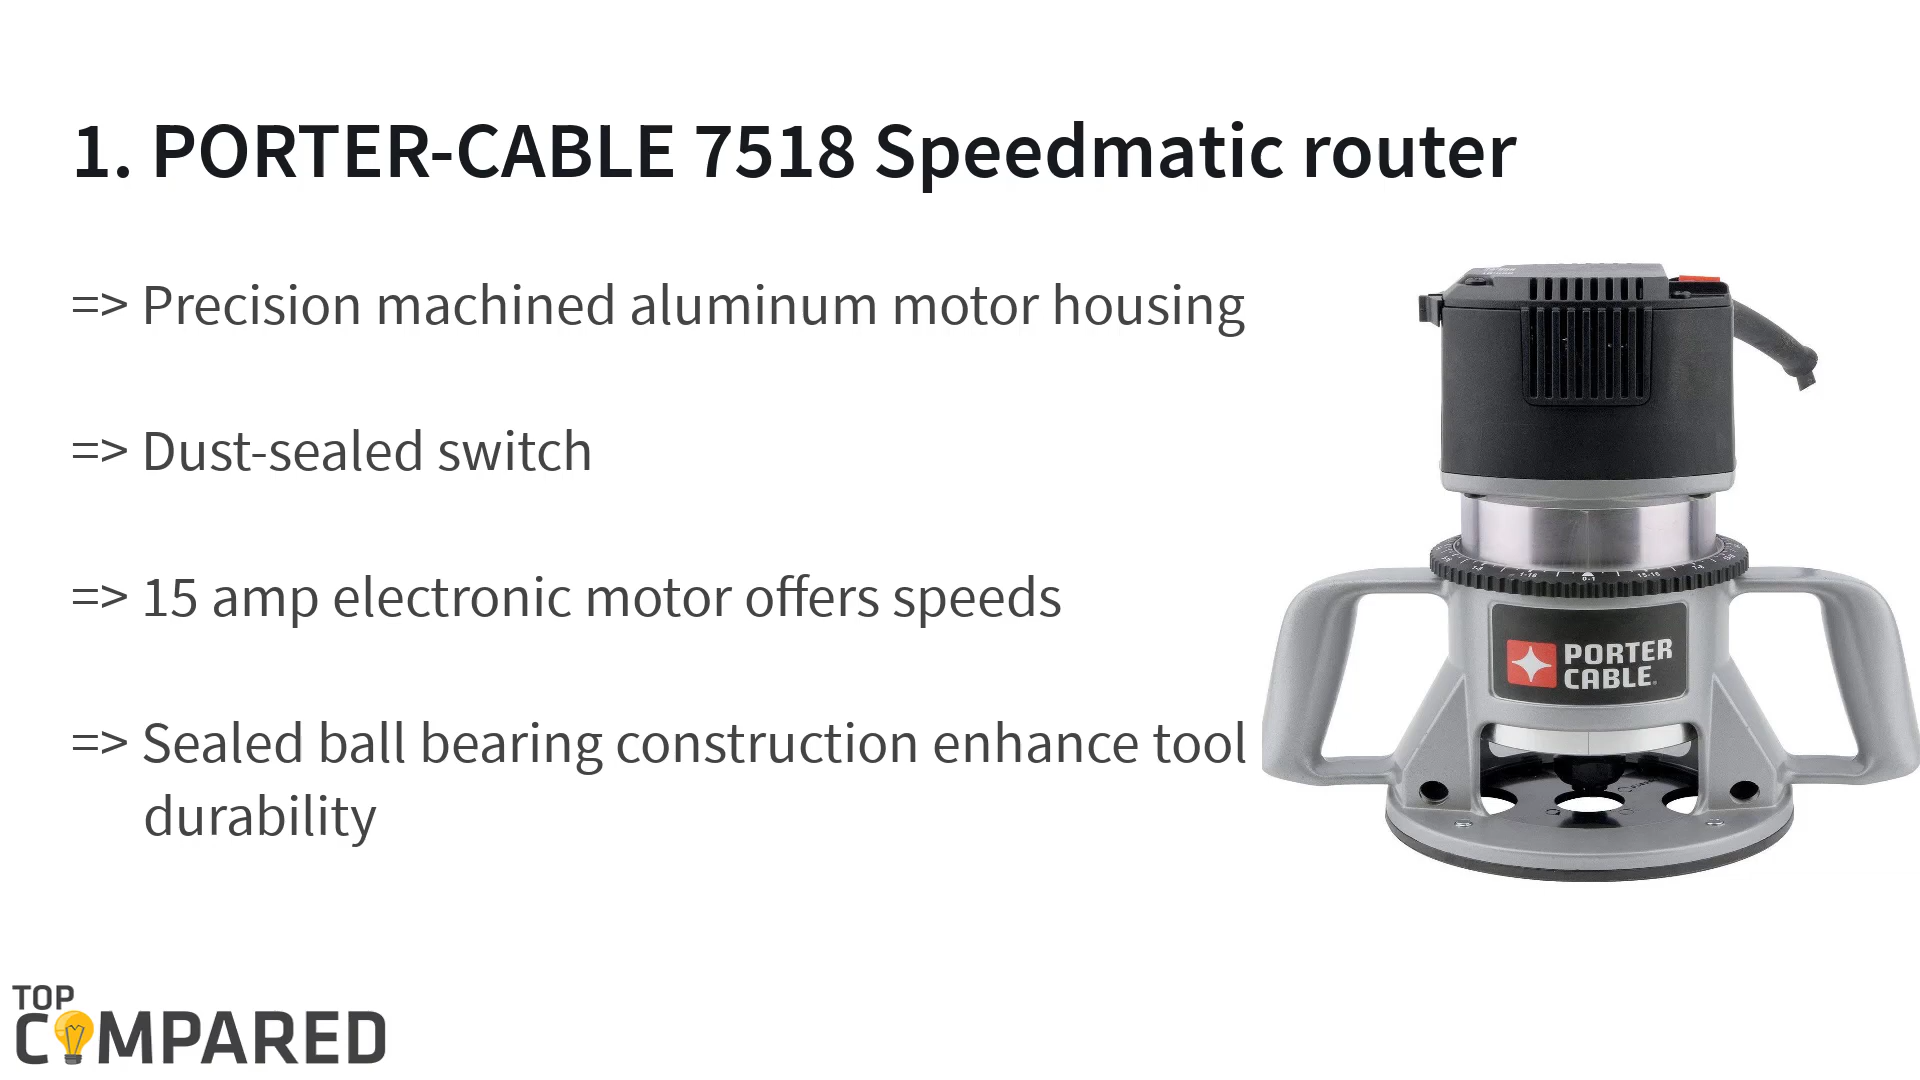 1. PORTER-CABLE 7518 Speedmatic router
=> Precision machined aluminum motor housing
=> Dust-sealed switch
=> 15 amp electronic motor offers speeds
=> Sealed ball bearing construction enhance tool
durability
PORTER
CABLE
TOP
COMPARED